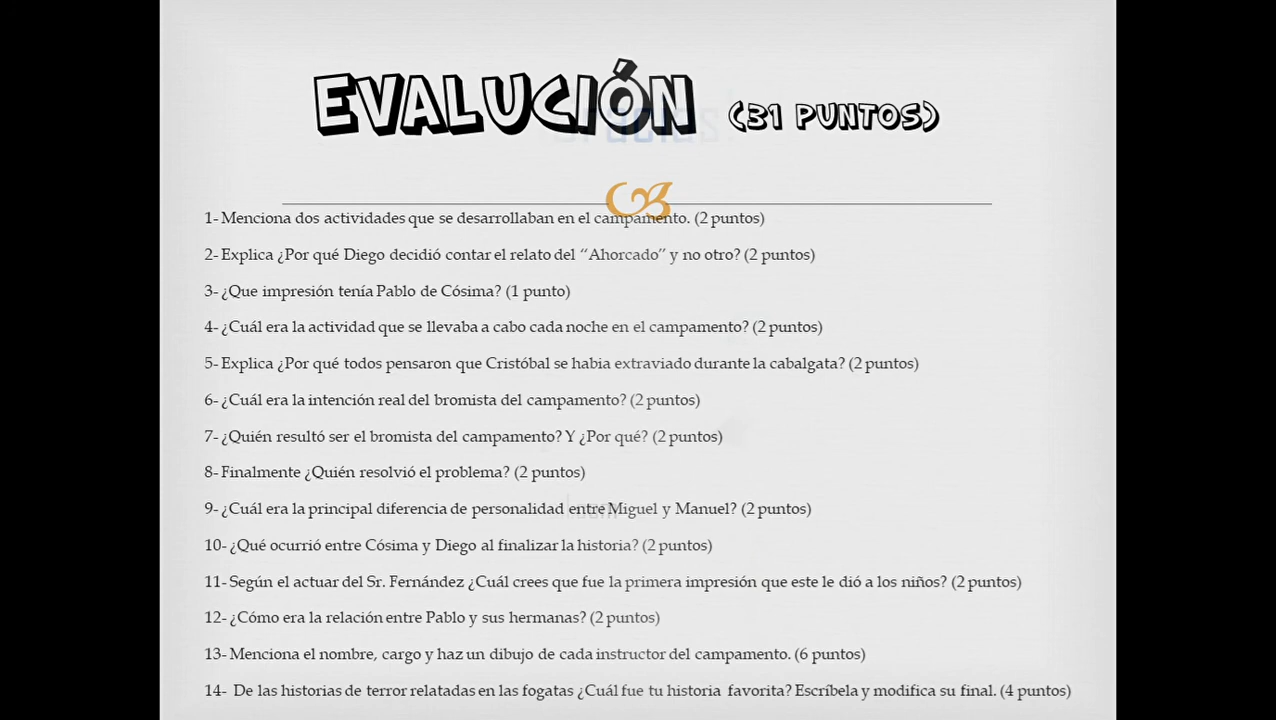 EVALUCIÓN (31 PUNTOS)
1- Menciona dos actividades que se desarrollaban en el campamento. (2 puntos)
2- Explica ¿Por qué Diego decidió contar el relato del “Ahorcado” y no otro? (2 puntos)
3- ¿Que impresión tenía Pablo de Cósima? (1 punto)
4- ¿Cuál era la actividad que se llevaba a cabo cada noche en el campamento? (2 puntos)
5- Explica ¿Por qué todos pensaron que Cristóbal se habia extraviado durante la cabalgata? (2 puntos)
6- ¿Cuál era la intención real del bromista del campamento? (2 puntos)
7- ¿Quién resultó ser el bromista del campamento? Y ¿Por qué? (2 puntos)
8- Finalmente ¿Quién resolvió el problema? (2 puntos)
9- ¿Cuál era la principal diferencia de personalidad entre Miguel y Manuel? (2 puntos)
10- ¿Qué ocurrió entre Cósima y Diego al finalizar la historia? (2 puntos)
11- Según el actuar del Sr. Fernández ¿Cuál crees que fue la primera impresión que este le dió a los niños? (2 puntos)
12- ¿Cómo era la relación entre Pablo y sus hermanas? (2 puntos)
13- Menciona el nombre, cargo y haz un dibujo de cada instructor del campamento. (6 puntos)
14- De las historias de terror relatadas en las fogatas ¿Cuál fue tu historia favorita? Escríbela y modifica su final. (4 puntos)